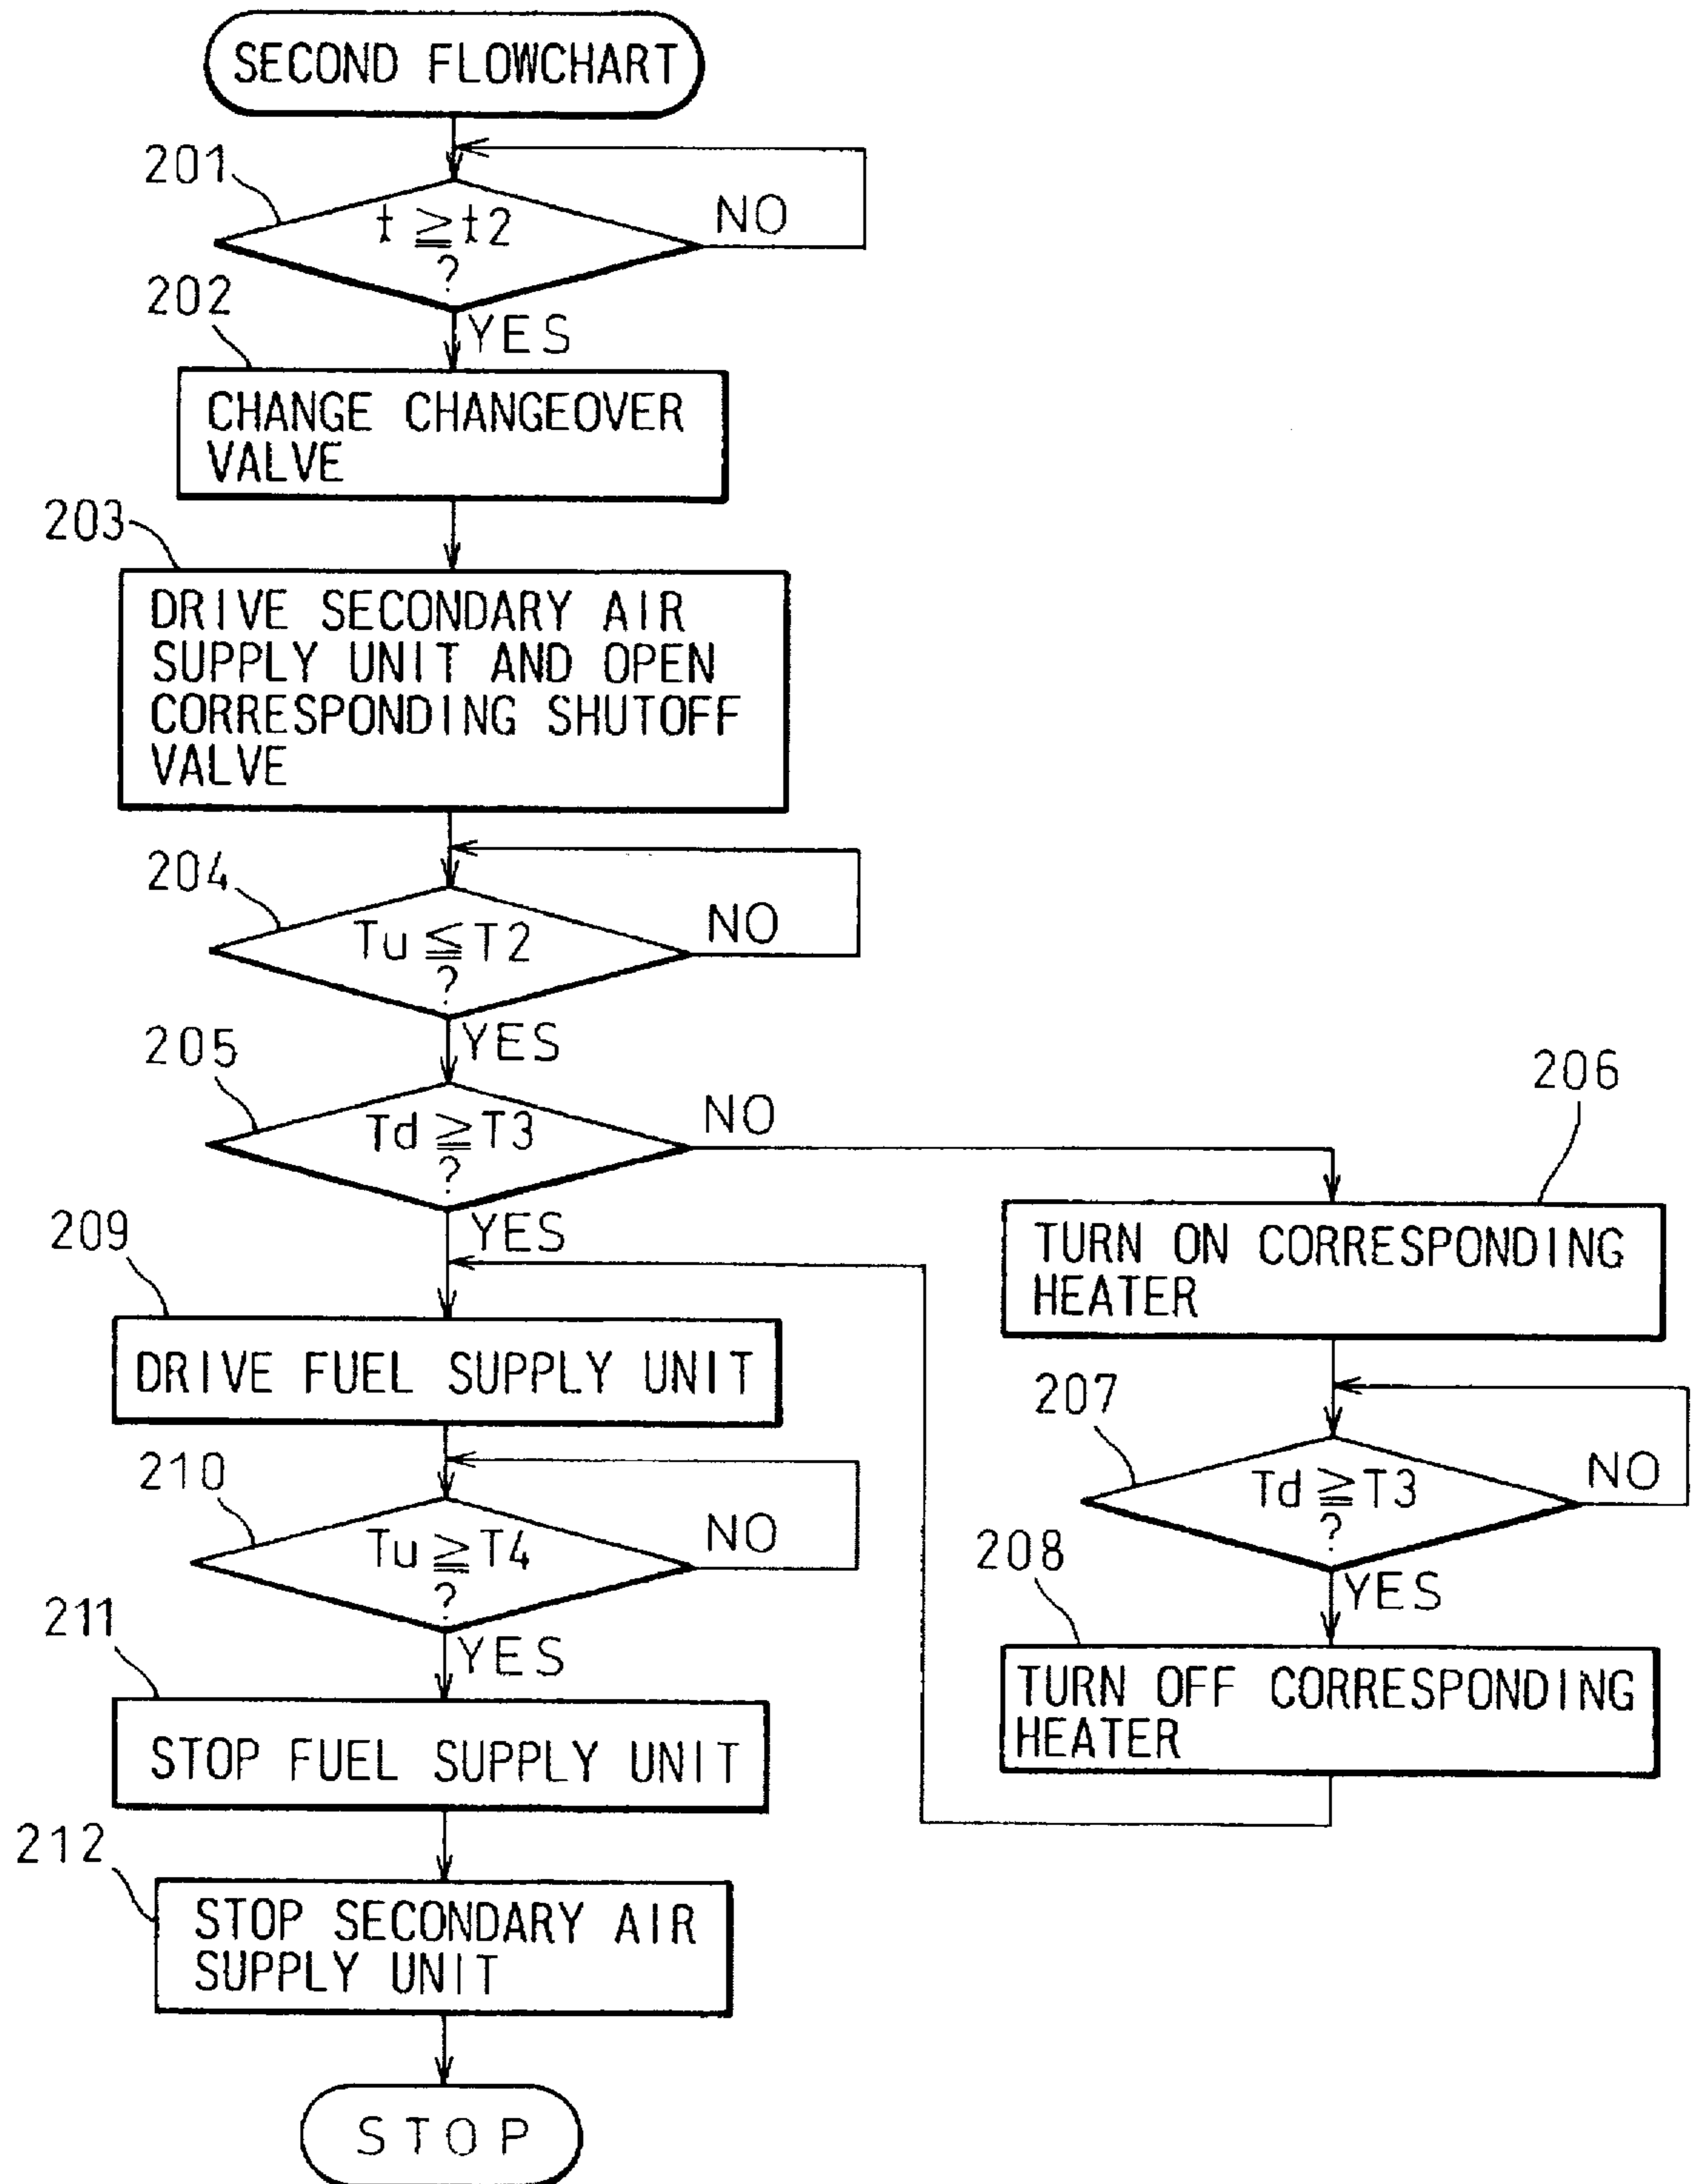 SECOND FLOWCHART
201
t ≧ t2
?
NO
YES
202
CHANGE CHANGEOVER
VALVE
203
DRIVE SECONDARY AIR
SUPPLY UNIT AND OPEN
CORRESPONDING SHUTOFF
VALVE
204
Tu ≦ T2
?
NO
YES
205
Td ≧ T3
?
NO
YES
206
TURN ON CORRESPONDING
HEATER
207
Td ≧ T3
?
NO
YES
208
TURN OFF CORRESPONDING
HEATER
209
DRIVE FUEL SUPPLY UNIT
210
Tu ≧ T4
?
NO
YES
211
STOP FUEL SUPPLY UNIT
212
STOP SECONDARY AIR
SUPPLY UNIT
STOP